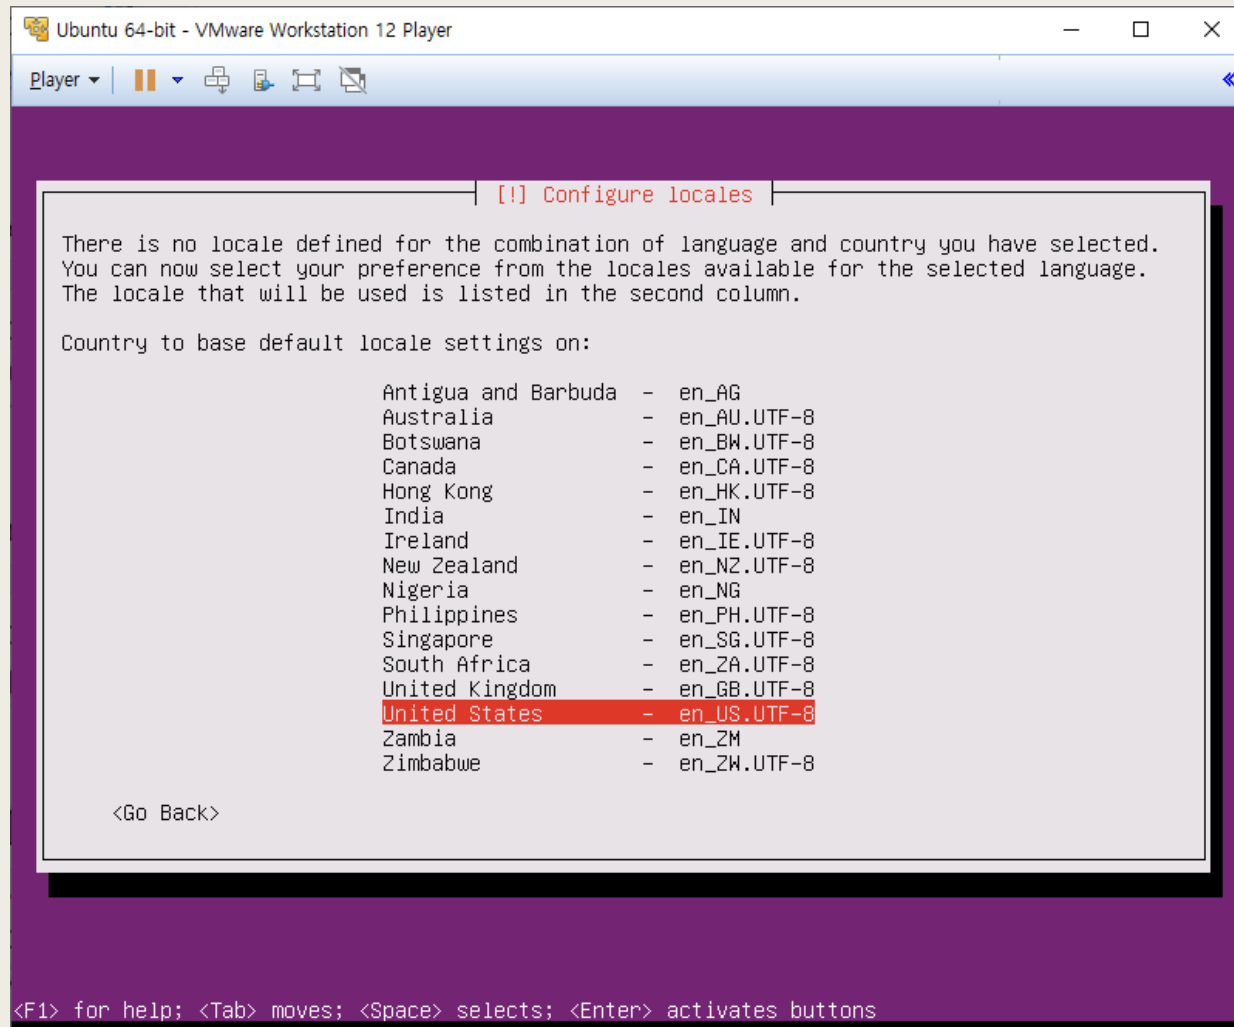 Ubuntu 64-bit - VMware Workstation 12 Player
Player
[!] Configure locales
There is no locale defined for the combination of language and country you have selected.
You can now select your preference from the locales available for the selected language.
The locale that will be used is listed in the second column.
Country to base default locale settings on:
Antigua and Barbuda - en_AG
Australia - en_AU.UTF-8
Botswana - en_BW.UTF-8
Canada - en_CA.UTF-8
Hong Kong - en_HK.UTF-8
India - en_IN
Ireland - en_IE.UTF-8
New Zealand - en_NZ.UTF-8
Nigeria - en_NG
Philippines - en_PH.UTF-8
Singapore - en_SG.UTF-8
South Africa - en_ZA.UTF-8
United Kingdom - en_GB.UTF-8
United States - en_US.UTF-8
Zambia - en_ZM
Zimbabwe - en_ZW.UTF-8
<Go Back>
<F1> for help; <Tab> moves; <Space> selects; <Enter> activates buttons